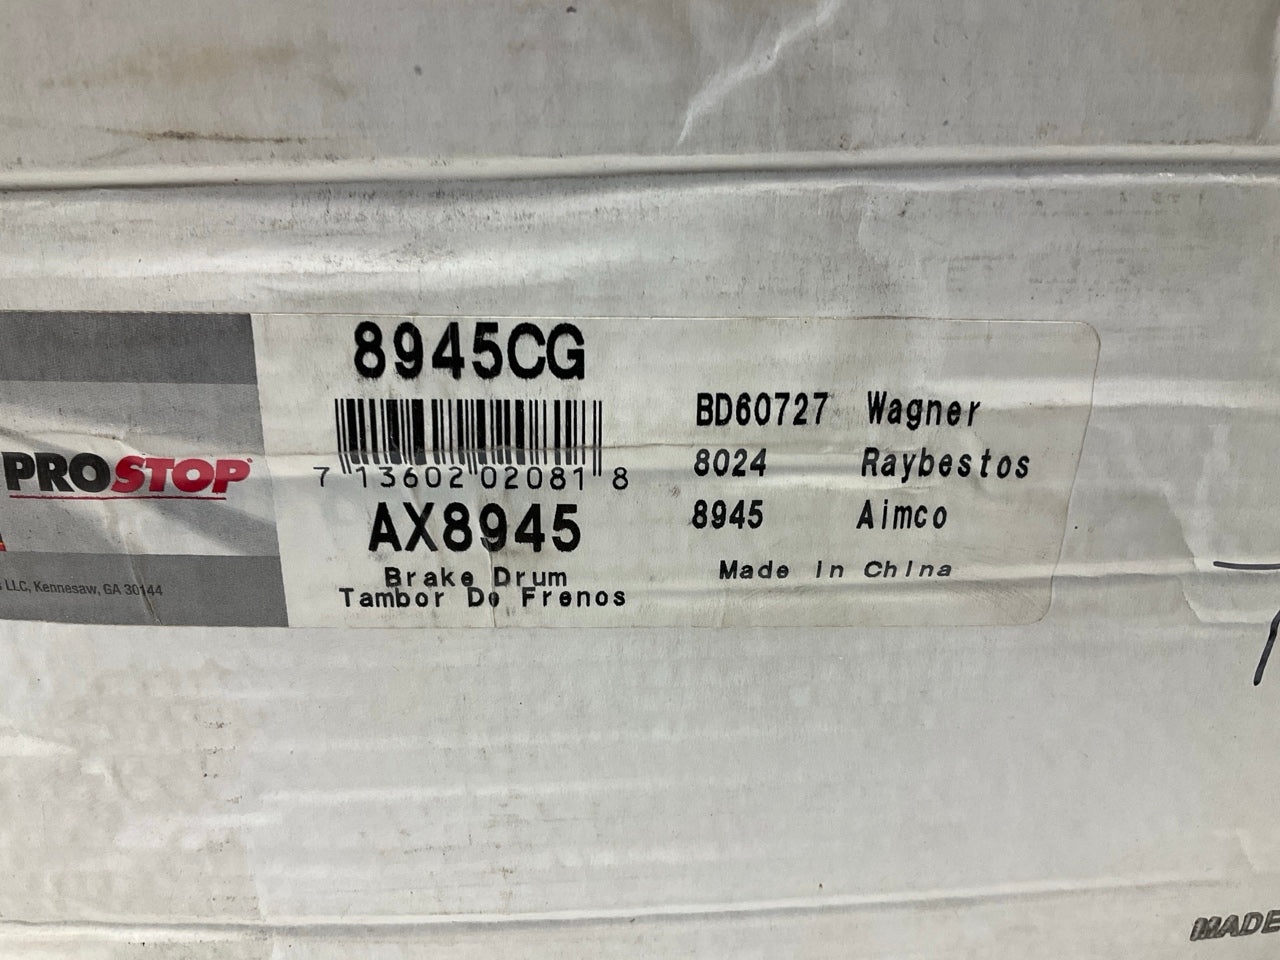 8945CG
7 13602 02081 8
AX8945
Brake Drum
Tambor De Frenos
BD60727 Wagner
8024 Raybestos
8945 Aimco
Made in China
PROSTOP
LLC, Kennesaw, GA 30144
MADE